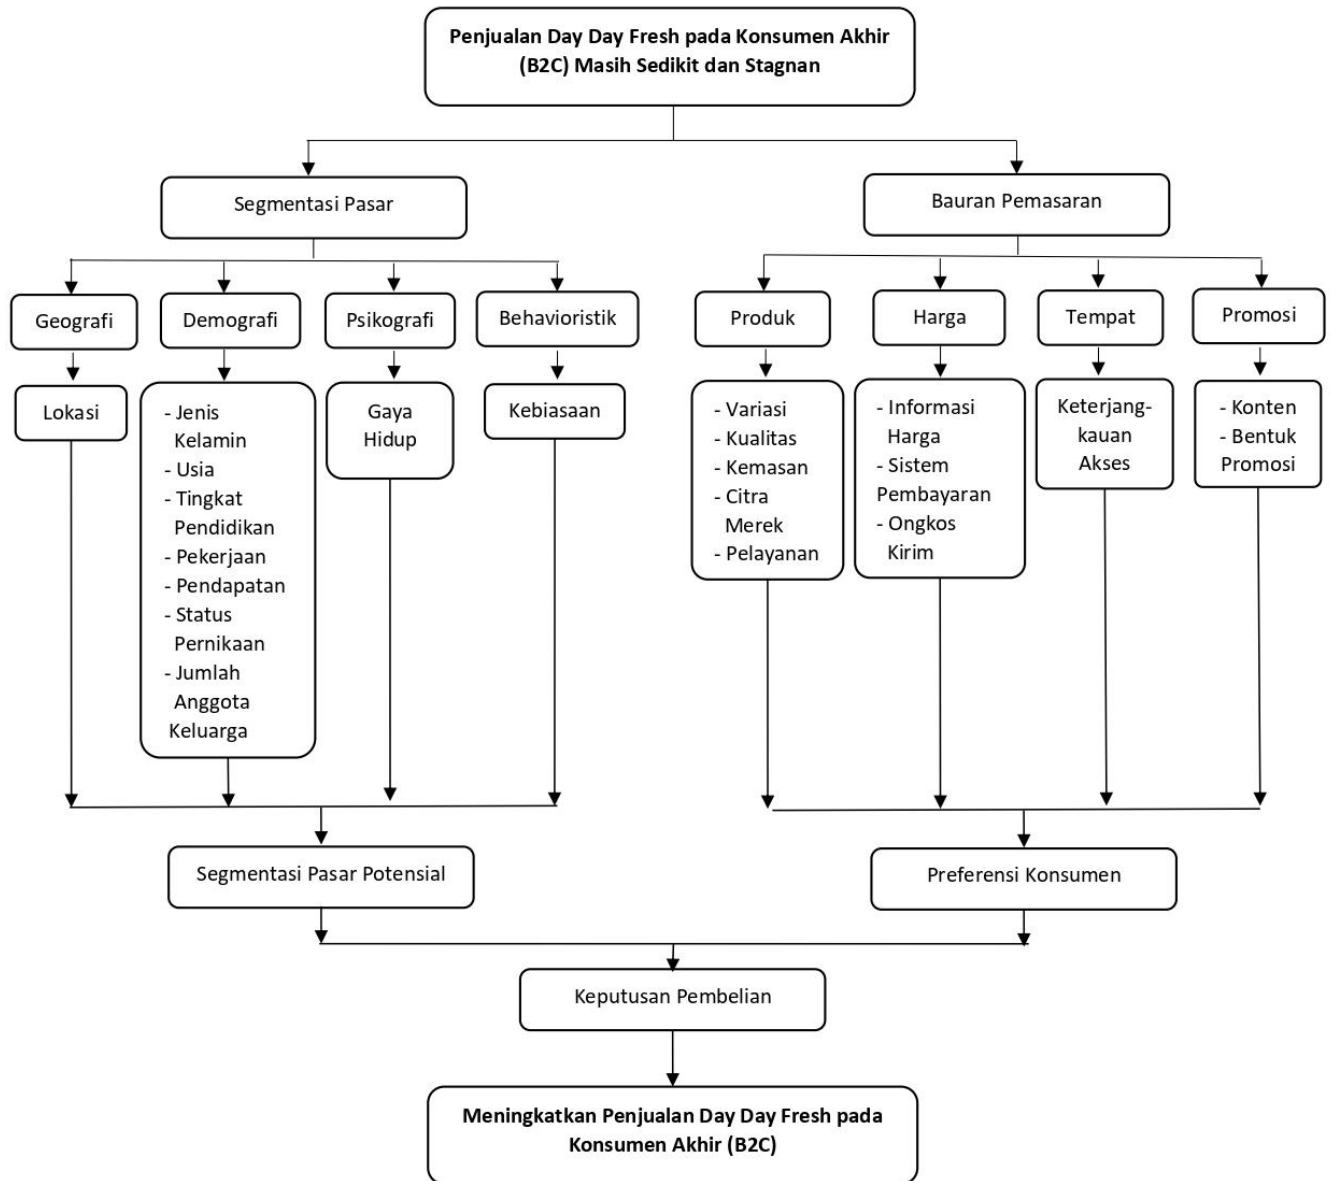 Penjualan Day Day Fresh pada Konsumen Akhir
(B2C) Masih Sedikit dan Stagnan
Segmentasi Pasar
Bauran Pemasaran
Geografi
Demografi
Psikografi
Behavioristik
Produk
Harga
Tempat
Promosi
Lokasi
- Jenis
Kelamin
- Usia
- Tingkat
Pendidikan
- Pekerjaan
- Pendapatan
- Status
Pernikaan
- Jumlah
Anggota
Keluarga
Gaya
Hidup
Kebiasaan
- Variasi
- Kualitas
- Kemasan
- Citra
Merek
- Pelayanan
- Informasi
Harga
- Sistem
Pembayaran
- Ongkos
Kirim
Keterjang-
kauan
Akses
- Konten
- Bentuk
Promosi
Segmentasi Pasar Potensial
Preferensi Konsumen
Keputusan Pembelian
Meningkatkan Penjualan Day Day Fresh pada
Konsumen Akhir (B2C)